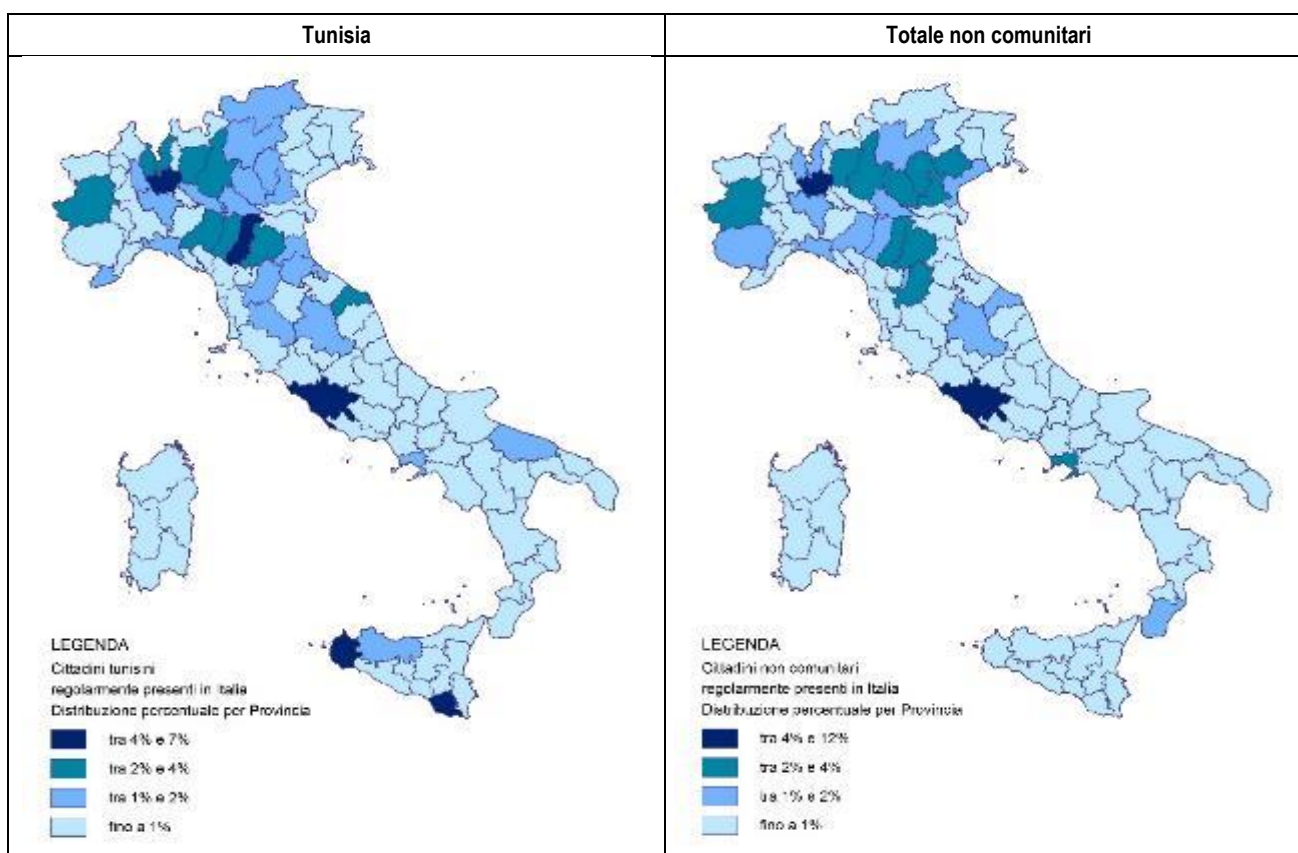 Tunisia
Totale non comunitari
LEGENDA
Cittadini tunisini
regolarmente presenti in Italia
Distribuzione percentuale per Provincia
tra 4% e 7%
tra 2% e 4%
tra 1% e 2%
fino a 1%
LEGENDA
Cittadini non comunitari
regolarmente presenti in Italia
Distribuzione percentuale per Provincia
tra 4% e 12%
tra 2% e 4%
tra 1% e 2%
fino a 1%